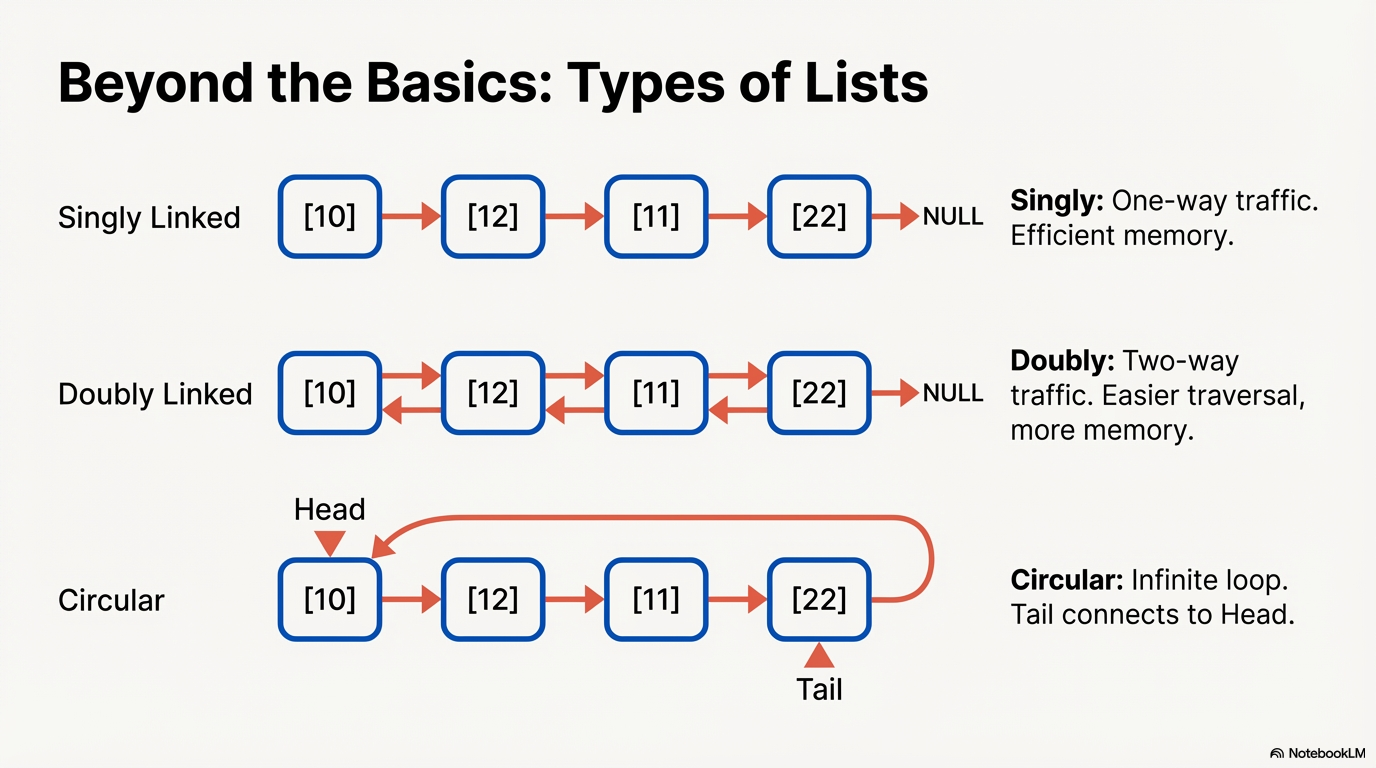 Beyond the Basics: Types of Lists
Singly Linked
[10]
[12]
[11]
[22]
NULL
Singly: One-way traffic.
Efficient memory.
Doubly Linked
[10]
[12]
[11]
[22]
NULL
Doubly: Two-way
traffic. Easier traversal,
more memory.
Head
Circular
[10]
[12]
[11]
[22]
Circular: Infinite loop.
Tail connects to Head.
Tail
NotebookLM